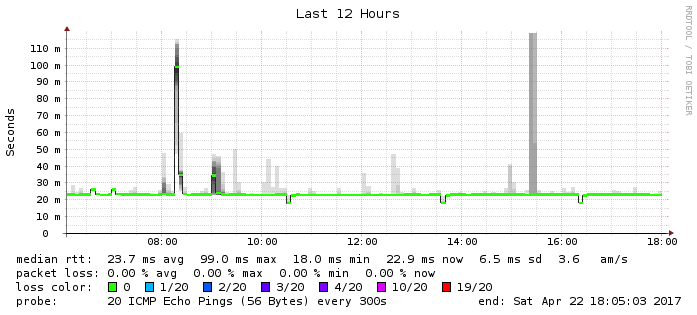 Last 12 Hours
RRDTOOL / TOBI OETIKER
Seconds
110 m
100 m
90 m
80 m
70 m
60 m
50 m
40 m
30 m
20 m
10 m
0
08:00 10:00 12:00 14:00 16:00 18:00
median rtt: 23.7 ms avg 99.0 ms max 18.0 ms min 22.9 ms now 6.5 ms sd 3.6 am/s
packet loss: 0.00 % avg 0.00 % max 0.00 % min 0.00 % now
loss color: 0 1/20 2/20 3/20 4/20 10/20 19/20
probe: 20 ICMP Echo Pings (56 Bytes) every 300s end: Sat Apr 22 18:05:03 2017